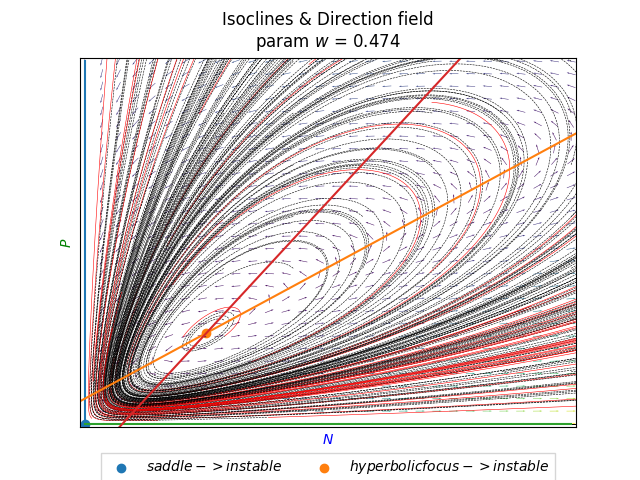 Isoclines & Direction field
param w = 0.474
P
N
saddle − > instable
hyperbolicfocus − > instable